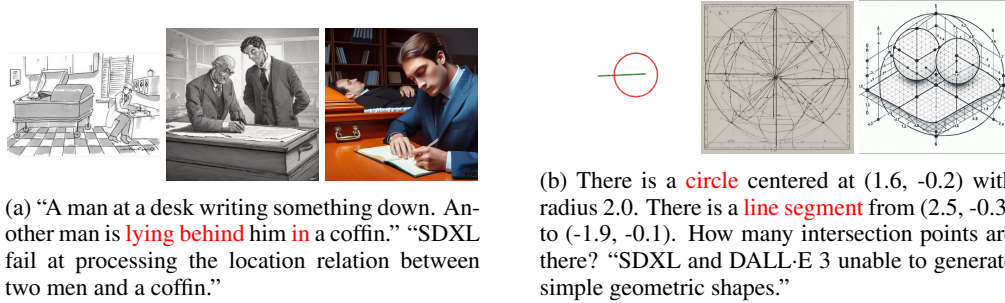 (a) “A man at a desk writing something down. An-
other man is lying behind him in a coffin.” “SDXL
fail at processing the location relation between
two men and a coffin.”
(b) There is a circle centered at (1.6, -0.2) with
radius 2.0. There is a line segment from (2.5, -0.3)
to (-1.9, -0.1). How many intersection points are
there? “SDXL and DALL·E 3 unable to generate
simple geometric shapes.”